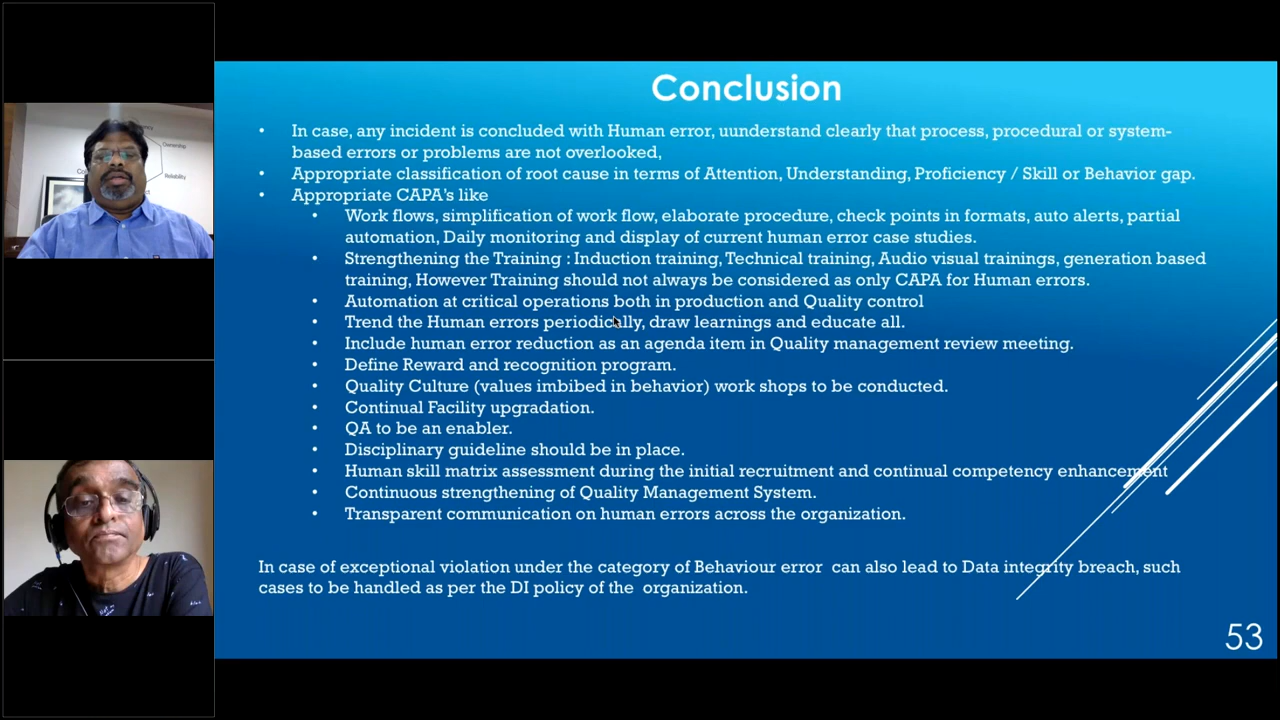 Conclusion
• In case, any incident is concluded with Human error, uunderstand clearly that process, procedural or system-
based errors or problems are not overlooked,
• Appropriate classification of root cause in terms of Attention, Understanding, Proficiency / Skill or Behavior gap.
• Appropriate CAPA's like
• Work flows, simplification of work flow, elaborate procedure, check points in formats, auto alerts, partial
automation, Daily monitoring and display of current human error case studies.
• Strengthening the Training : Induction training, Technical training, Audio visual trainings, generation based
training, However Training should not always be considered as only CAPA for Human errors.
• Automation at critical operations both in production and Quality control
• Trend the Human errors periodically, draw learnings and educate all.
• Include human error reduction as an agenda item in Quality management review meeting.
• Define Reward and recognition program.
• Quality Culture (values imbibed in behavior) work shops to be conducted.
• Continual Facility upgradation.
• QA to be an enabler.
• Disciplinary guideline should be in place.
• Human skill matrix assessment during the initial recruitment and continual competency enhancement
• Continuous strengthening of Quality Management System.
• Transparent communication on human errors across the organization.
In case of exceptional violation under the category of Behaviour error can also lead to Data integrity breach, such
cases to be handled as per the DI policy of the organization.
53
Ownership
Reliability